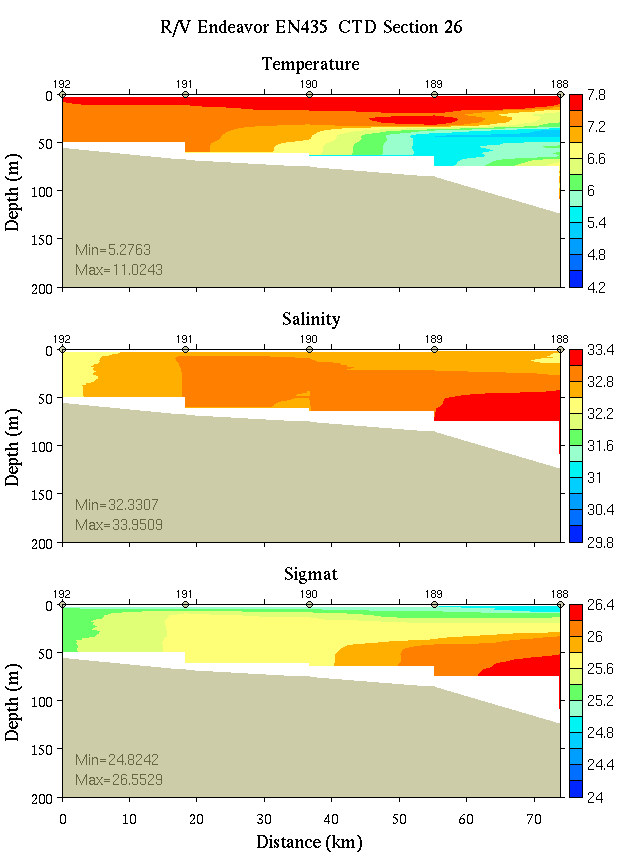 R/V Endeavor EN435 CTD Section 26
Temperature
192 191 190 189 188
0
50
100
150
200
Depth (m)
Min=5.2763
Max=11.0243
7.8
7.2
6.6
6
5.4
4.8
4.2
Salinity
192 191 190 189 188
0
50
100
150
200
Depth (m)
Min=32.3307
Max=33.9509
33.4
32.8
32.2
31.6
31
30.4
29.8
Sigmat
192 191 190 189 188
0
50
100
150
200
Depth (m)
Min=24.8242
Max=26.5529
26.4
26
25.6
25.2
24.8
24.4
24
0 10 20 30 40 50 60 70
Distance (km)